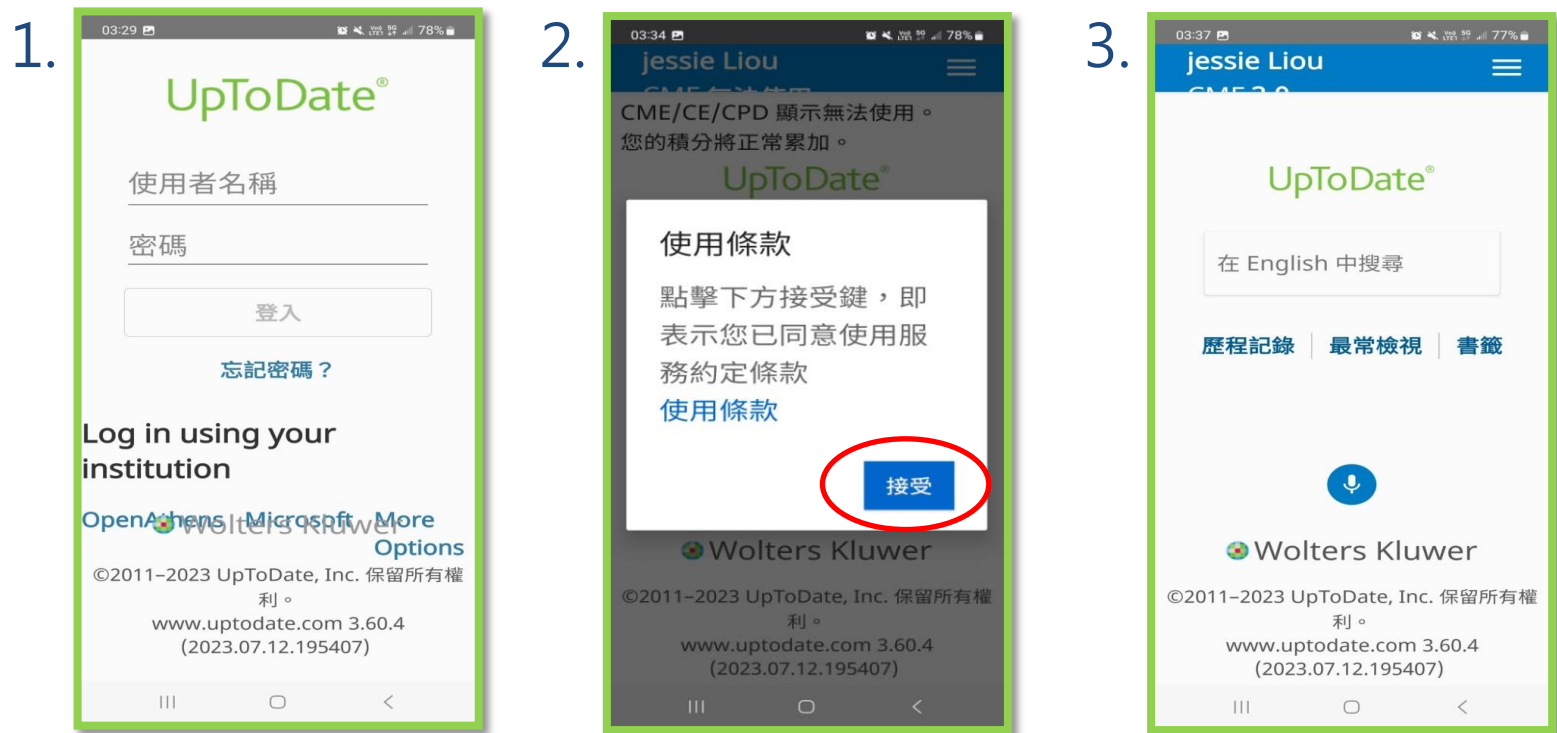 1.
03:29
78%
UpToDate®
使用者名稱
密碼
登入
忘記密碼？
Log in using your
institution
OpenAthens Microsoft More
Options
Wolters Kluwer
©2011–2023 UpToDate, Inc. 保留所有權
利。
www.uptodate.com 3.60.4
(2023.07.12.195407)
2.
03:34
78%
jessie Liou
CME 無法使用
CME/CE/CPD 顯示無法使用。
您的積分將正常累加。
UpToDate®
使用條款
點擊下方接受鍵，即
表示您已同意使用服
務約定條款
使用條款
接受
Wolters Kluwer
©2011–2023 UpToDate, Inc. 保留所有權
利。
www.uptodate.com 3.60.4
(2023.07.12.195407)
3.
03:37
77%
jessie Liou
CME 2.0
UpToDate®
在 English 中搜尋
歷程記錄 最常檢視 書籤
Wolters Kluwer
©2011–2023 UpToDate, Inc. 保留所有權
利。
www.uptodate.com 3.60.4
(2023.07.12.195407)